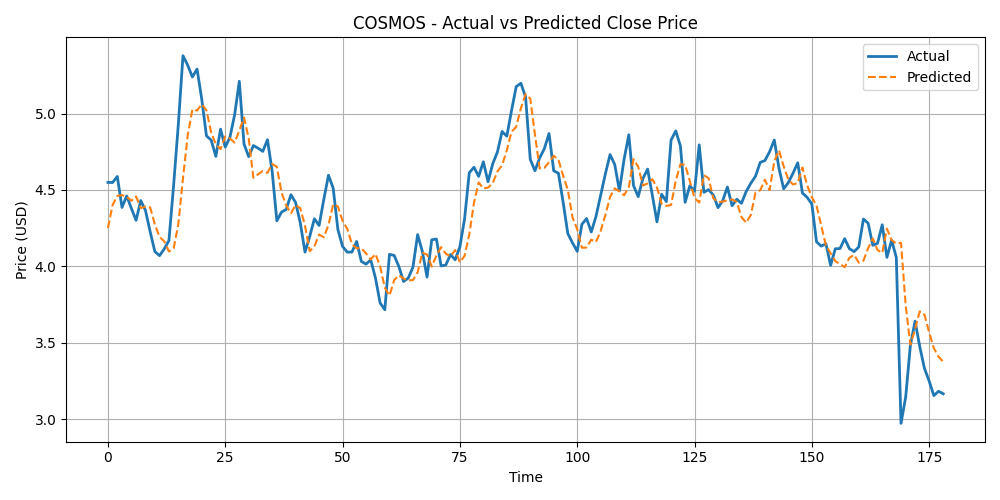 COSMOS - Actual vs Predicted Close Price
Actual
Predicted
Price (USD)
5.0
4.5
4.0
3.5
3.0
0 25 50 75 100 125 150 175
Time